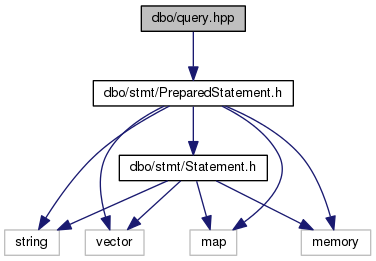 dbo/query.hpp
dbo/stmt/PreparedStatement.h
dbo/stmt/Statement.h
string
vector
map
memory